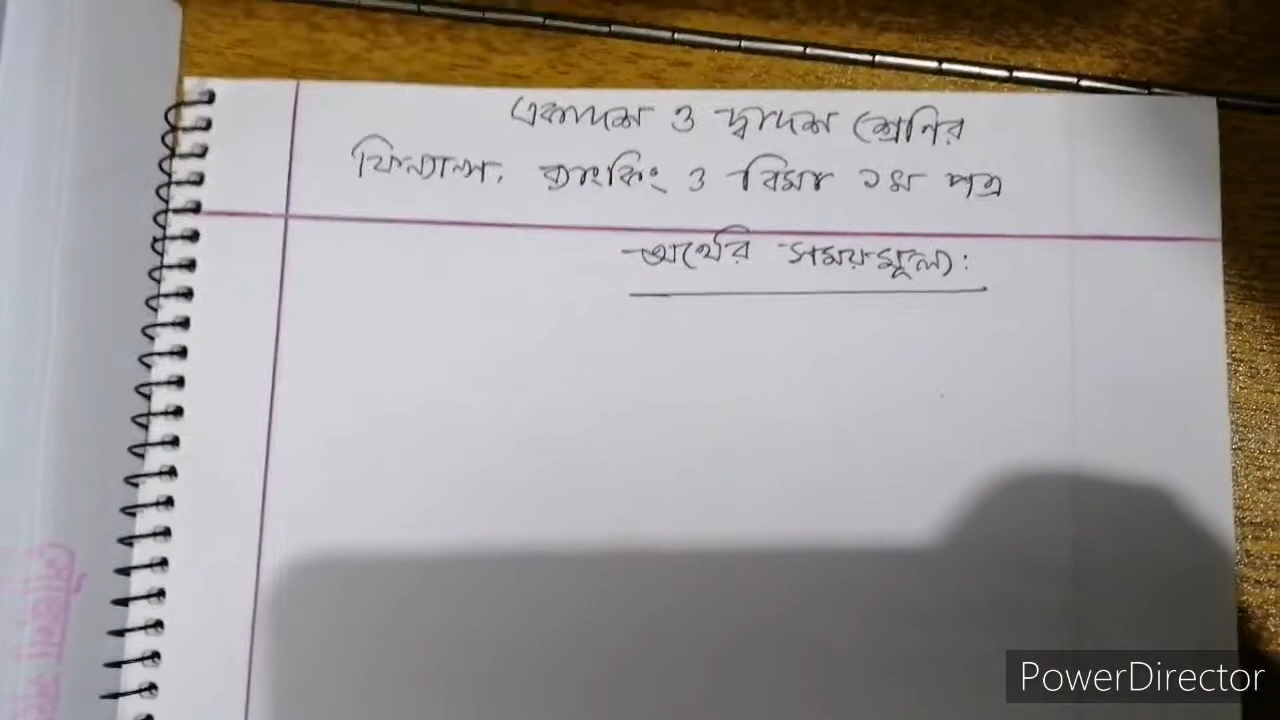 একাদশ ও দ্বাদশ শ্রেণির
ফিন্যান্স, ব্যাংকিং ও বিমা ১ম পত্র
অর্থের সময়মূল্য:
PowerDirector